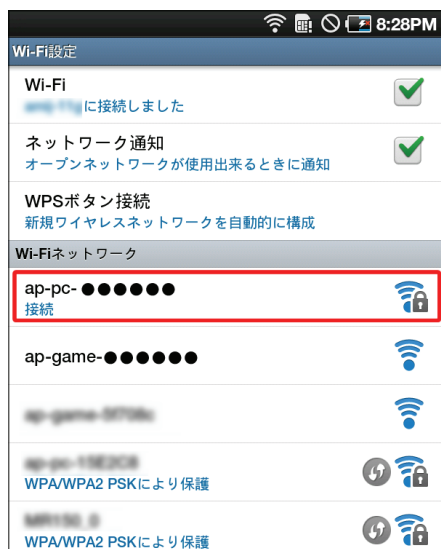 8:28PM
Wi-Fi設定
Wi-Fi
に接続しました
ネットワーク通知
オープンネットワークが使用出来るときに通知
WPSボタン接続
新規ワイヤレスネットワークを自動的に構成
Wi-Fiネットワーク
ap-pc-●●●●●●
接続
ap-game-●●●●●●
WPA/WPA2 PSKにより保護
WPA/WPA2 PSKにより保護